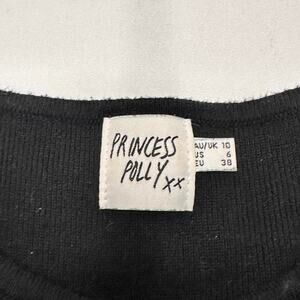 PRINCESS
POLLY
xx
AU/UK 10
US 6
EU 38